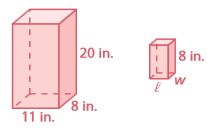 20 in.
8 in.
11 in.
8 in.
w
ℓ